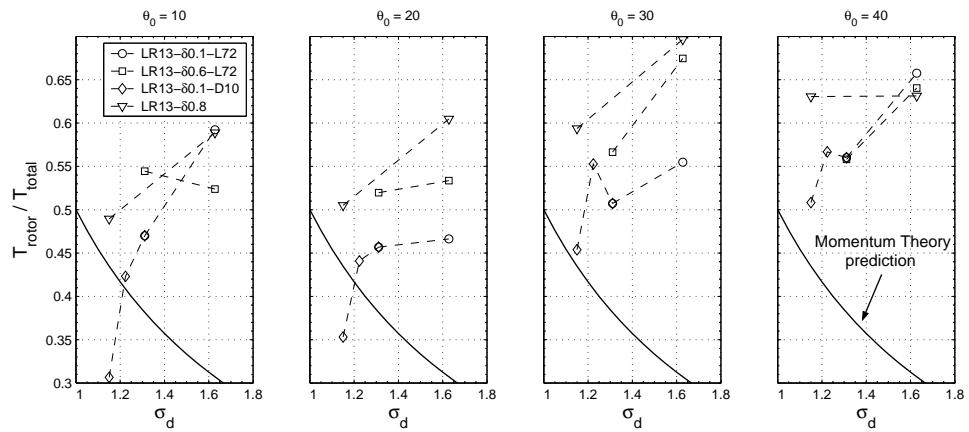 θ₀ = 10
θ₀ = 20
θ₀ = 30
θ₀ = 40
LR13−δ0.1−L72
LR13−δ0.6−L72
LR13−δ0.1−D10
LR13−δ0.8
T_rotor / T_total
0.65
0.6
0.55
0.5
0.45
0.4
0.35
0.3
Momentum Theory
prediction
1 1.2 1.4 1.6 1.8
1 1.2 1.4 1.6 1.8
1 1.2 1.4 1.6 1.8
1 1.2 1.4 1.6 1.8
σ_d
σ_d
σ_d
σ_d